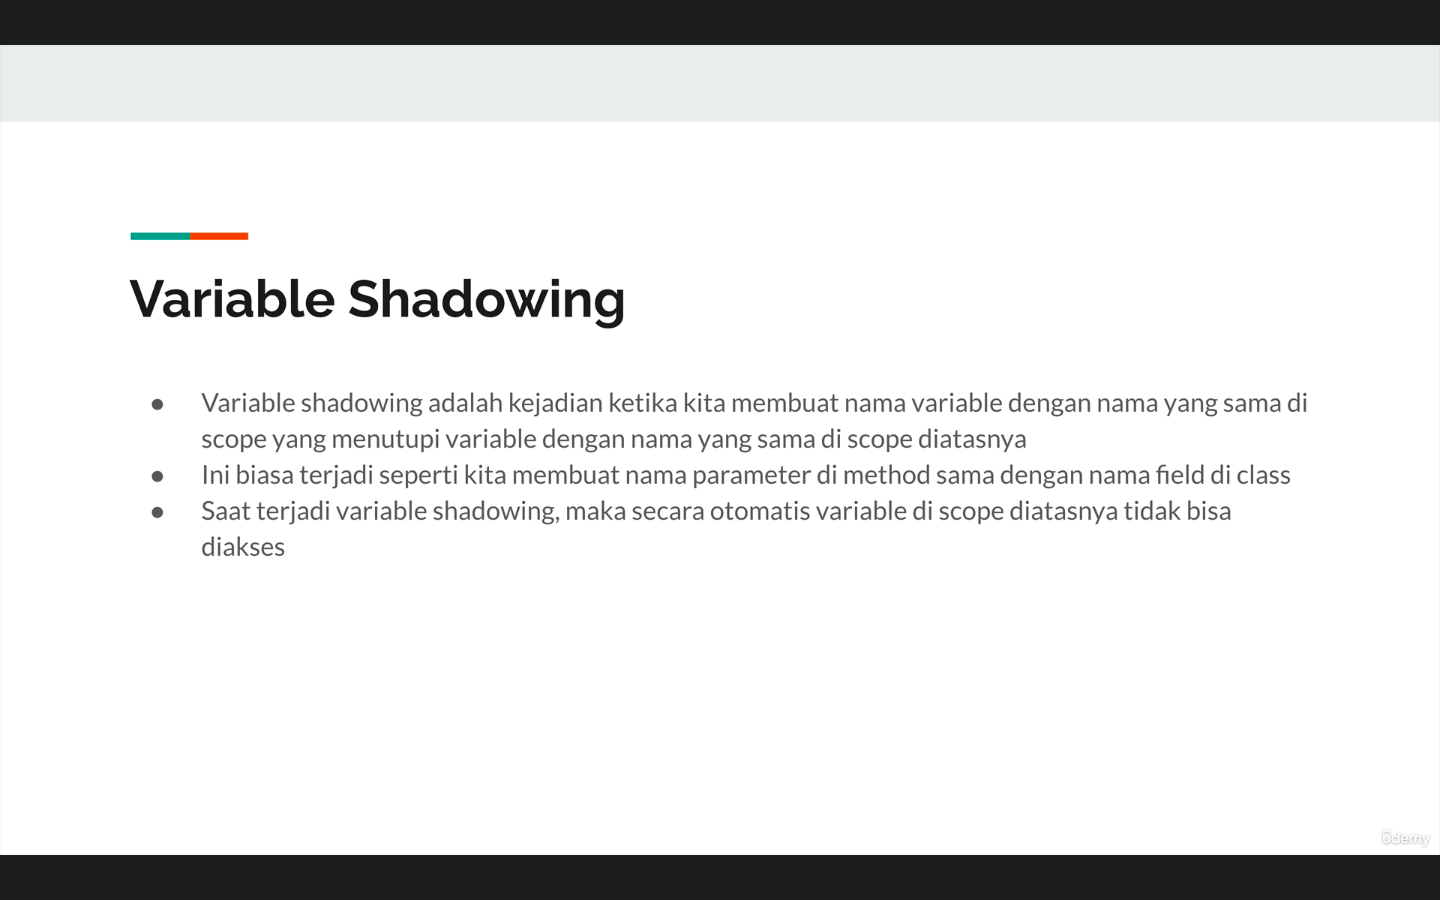 Variable Shadowing
● Variable shadowing adalah kejadian ketika kita membuat nama variable dengan nama yang sama di
scope yang menutupi variable dengan nama yang sama di scope diatasnya
● Ini biasa terjadi seperti kita membuat nama parameter di method sama dengan nama field di class
● Saat terjadi variable shadowing, maka secara otomatis variable di scope diatasnya tidak bisa
diakses
ûdemy